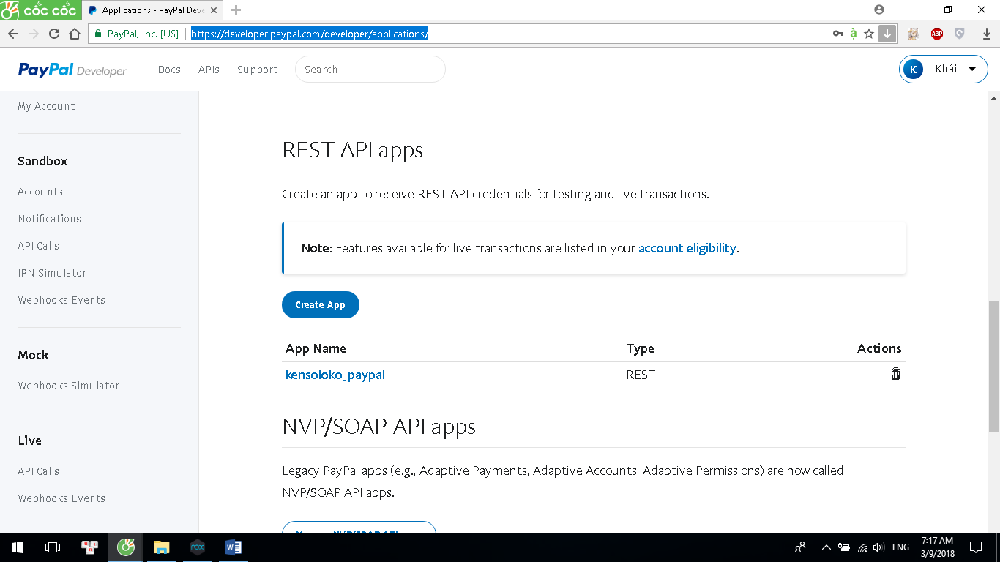 cốc cốc
Applications - PayPal Deve
PayPal, Inc. [US]
https://developer.paypal.com/developer/applications/
ABP
PayPal Developer
Docs
APIs
Support
Search
K
Khải
My Account
Sandbox
Accounts
Notifications
API Calls
IPN Simulator
Webhooks Events
Mock
Webhooks Simulator
Live
API Calls
Webhooks Events
REST API apps
Create an app to receive REST API credentials for testing and live transactions.
Note: Features available for live transactions are listed in your account eligibility.
Create App
App Name Type Actions
kensoloko_paypal REST
NVP/SOAP API apps
Legacy PayPal apps (e.g., Adaptive Payments, Adaptive Accounts, Adaptive Permissions) are now called
NVP/SOAP API apps.
nox
ENG
7:17 AM
3/9/2018